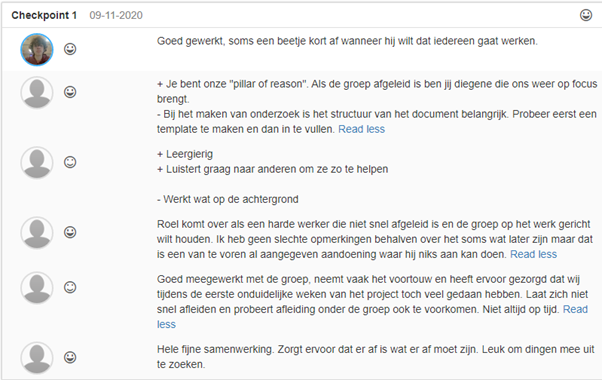 Checkpoint 1 09-11-2020
Goed gewerkt, soms een beetje kort af wanneer hij wilt dat iedereen gaat werken.
+ Je bent onze "pillar of reason". Als de groep afgeleid is en ben jij diegene die ons weer op focus
brengt.
- Bij het maken van onderzoek is het structuur van het document belangrijk. Probeer eerst een
template te maken en dan in te vullen. Read less
+ Leergierig
+ Luistert graag naar anderen om ze zo te helpen
- Werkt wat op de achtergrond
Roel komt over als een harde werker die niet snel afgeleid is en de groep op het werk gericht
wilt houden. Ik heb geen slechte opmerkingen behalve over het soms wat later zijn maar dat
is een van te voren al aangegeven aandoening waar hij niks aan kan doen. Read less
Goed meegewerkt met de groep, neemt vaak het voortouw en heeft ervoor gezorgd dat wij
tijdens de eerste onduidelijke weken van het project toch veel gedaan hebben. Laat zich niet
snel afleiden en probeert afleiding onder de groep ook te voorkomen. Niet altijd op tijd. Read
less
Hele fijne samenwerking. Zorgt ervoor dat er af is wat er af moet zijn. Leuk om dingen mee uit
te zoeken.